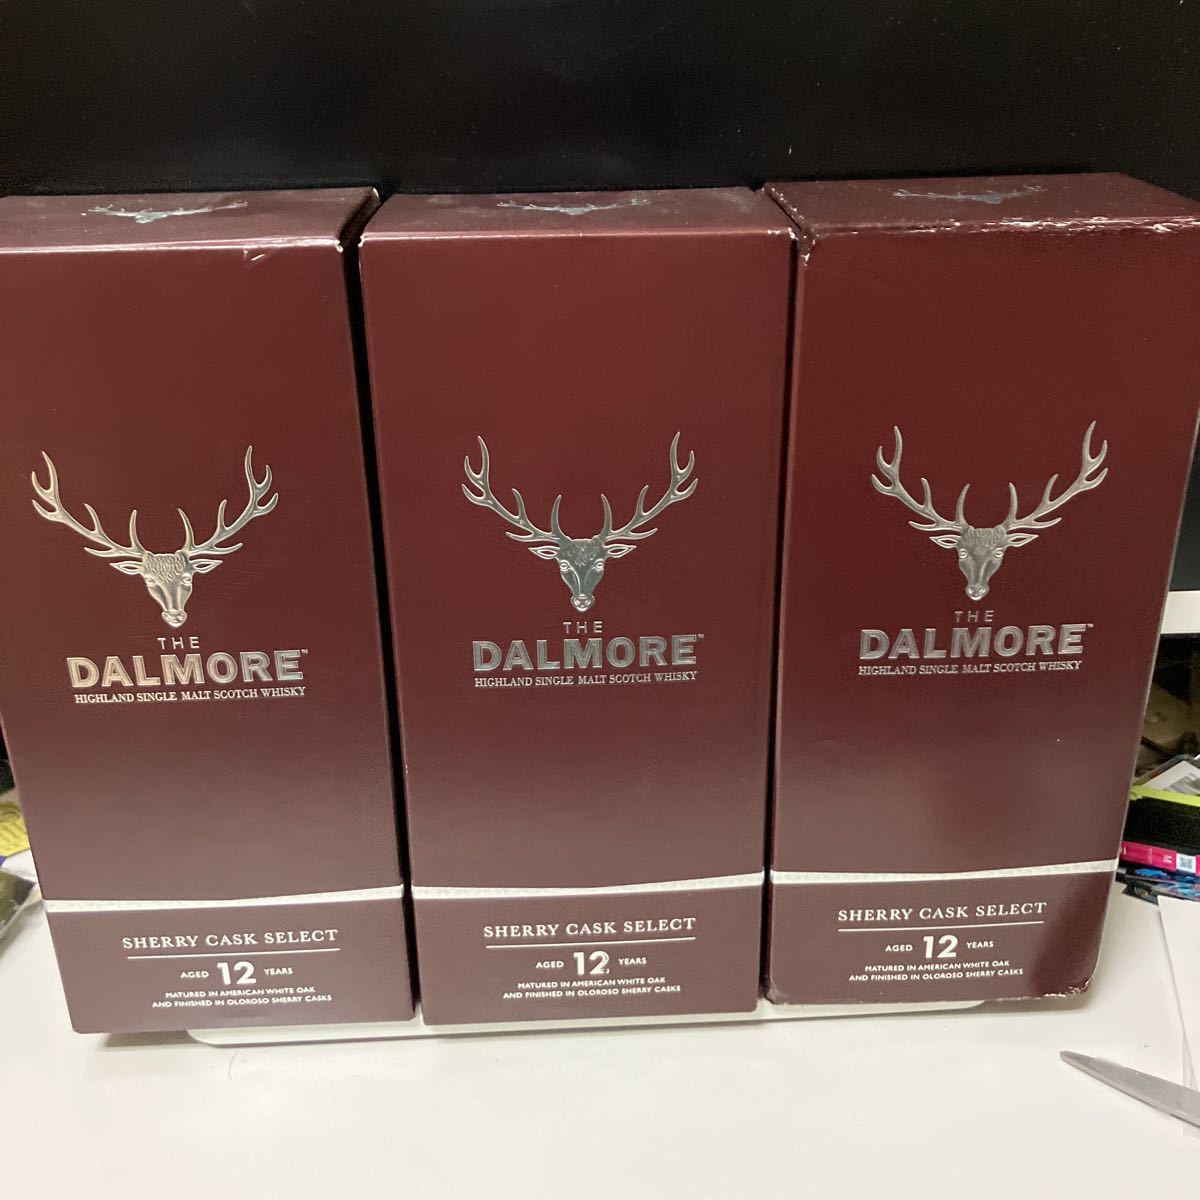 THE
DALMORE™
HIGHLAND SINGLE MALT SCOTCH WHISKY
SHERRY CASK SELECT
AGED 12 YEARS
MATURED IN AMERICAN WHITE OAK
AND FINISHED IN OLOROSO SHERRY CASKS
THE
DALMORE™
HIGHLAND SINGLE MALT SCOTCH WHISKY
SHERRY CASK SELECT
AGED 12 YEARS
MATURED IN AMERICAN WHITE OAK
AND FINISHED IN OLOROSO SHERRY CASKS
THE
DALMORE™
HIGHLAND SINGLE MALT SCOTCH WHISKY
SHERRY CASK SELECT
AGED 12 YEARS
MATURED IN AMERICAN WHITE OAK
AND FINISHED IN OLOROSO SHERRY CASKS